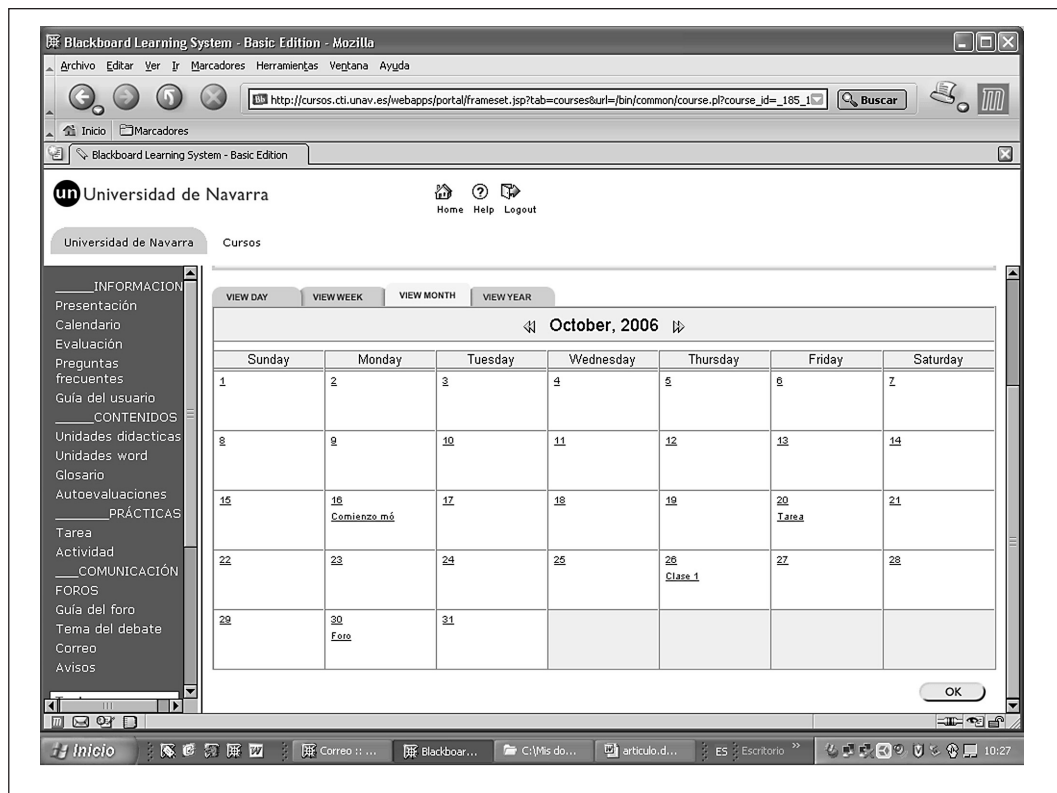 Blackboard Learning System - Basic Edition - Mozilla
Archivo Editar Ver Ir Marcadores Herramientas Ventana Ayuda
http://cursos.cti.unav.es/webapps/portal/frameset.jsp?tab=courses&url=/bin/common/course.pl?course_id=_185_1 Buscar
Inicio Marcadores
Blackboard Learning System - Basic Edition
un Universidad de Navarra
Home Help Logout
Universidad de Navarra Cursos
_____INFORMACION
Presentación
Calendario
Evaluación
Preguntas
frecuentes
Guía del usuario
_____CONTENIDOS
Unidades didacticas
Unidades word
Glosario
Autoevaluaciones
_______PRÁCTICAS
Tarea
Actividad
___COMUNICACIÓN
FOROS
Guía del foro
Tema del debate
Correo
Avisos
VIEW DAY VIEW WEEK VIEW MONTH VIEW YEAR
October, 2006
Sunday Monday Tuesday Wednesday Thursday Friday Saturday
1 2 3 4 5 6 7
8 9 10 11 12 13 14
15 16 17 18 19 20 21
Comienzo mó Tarea
22 23 24 25 26 27 28
Clase 1
29 30 31
Foro
OK
Inicio Correo :: ... Blackboar... C:\Mis do... articulo.d... ES Escritorio » 10:27